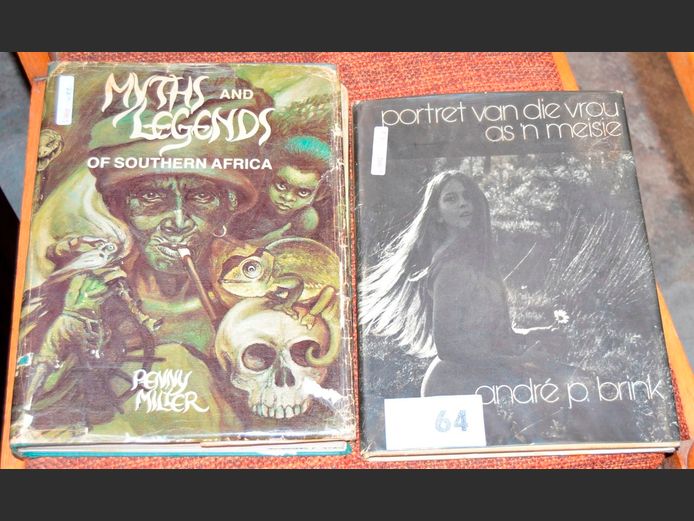 MYTHS AND
LEGENDS
OF SOUTHERN AFRICA
PENNY
MILLER
portret van die vrou
as 'n meisie
andré p. brink
64